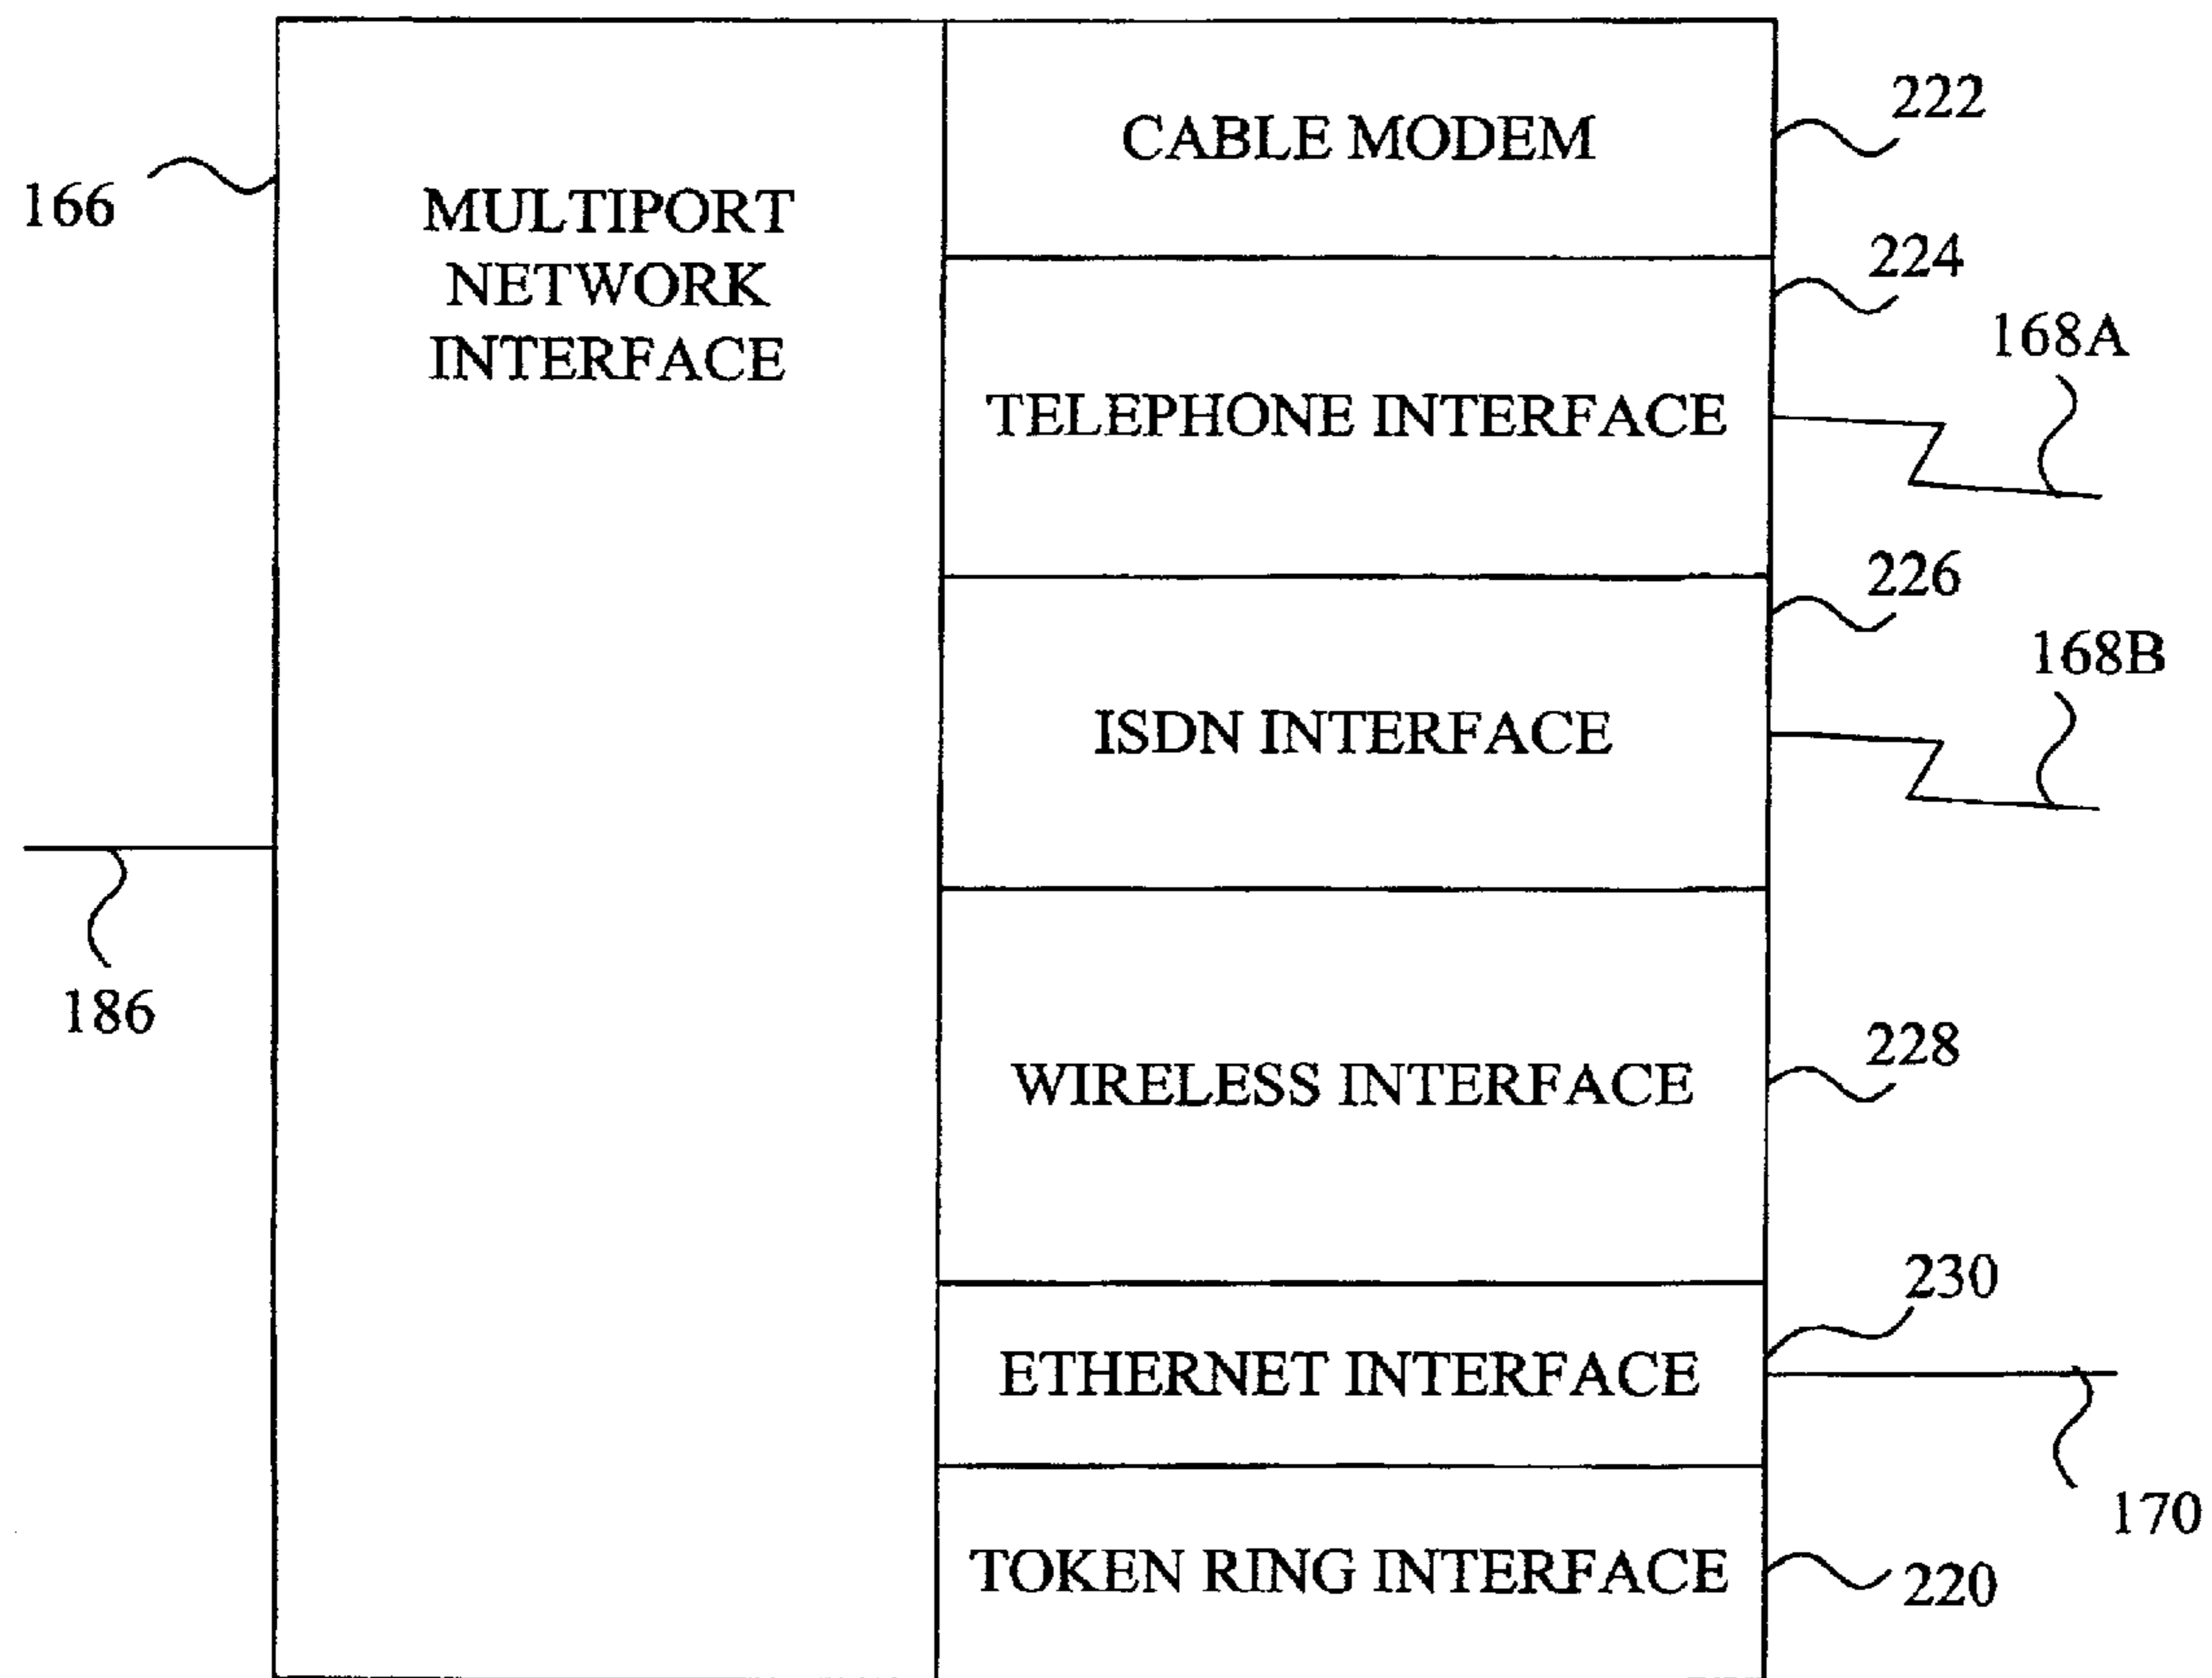 CABLE MODEM
222
166
MULTIPORT
NETWORK
INTERFACE
224
168A
TELEPHONE INTERFACE
226
168B
ISDN INTERFACE
186
WIRELESS INTERFACE
228
230
ETHERNET INTERFACE
170
TOKEN RING INTERFACE
220